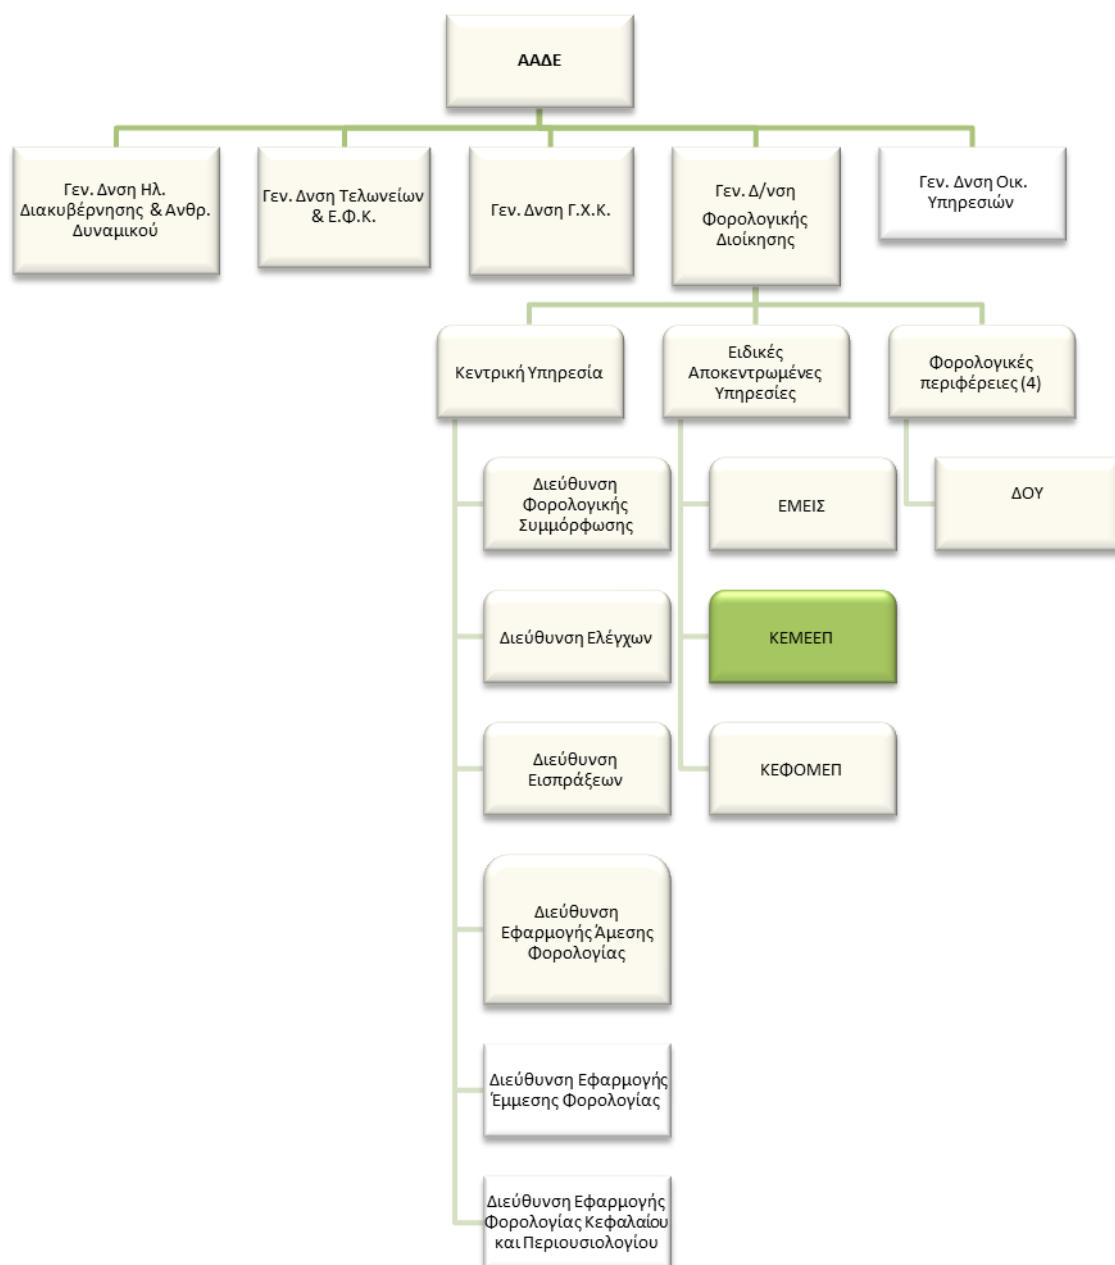 ΑΑΔΕ
Γεν. Δνση Ηλ.
Διακυβέρνησης & Ανθρ.
Δυναμικού
Γεν. Δνση Τελωνείων
& Ε.Φ.Κ.
Γεν. Δνση Γ.Χ.Κ.
Γεν. Δ/νση
Φορολογικής
Διοίκησης
Γεν. Δνση Οικ.
Υπηρεσιών
Κεντρική Υπηρεσία
Ειδικές
Αποκεντρωμένες
Υπηρεσίες
Φορολογικές
περιφέρειες (4)
Διεύθυνση
Φορολογικής
Συμμόρφωσης
ΕΜΕΙΣ
ΔΟΥ
Διεύθυνση Ελέγχων
ΚΕΜΕΕΠ
Διεύθυνση
Εισπράξεων
ΚΕΦΟΜΕΠ
Διεύθυνση
Εφαρμογής Άμεσης
Φορολογίας
Διεύθυνση Εφαρμογής
Έμμεσης Φορολογίας
Διεύθυνση Εφαρμογής
Φορολογίας Κεφαλαίου
και Περιουσιολογίου